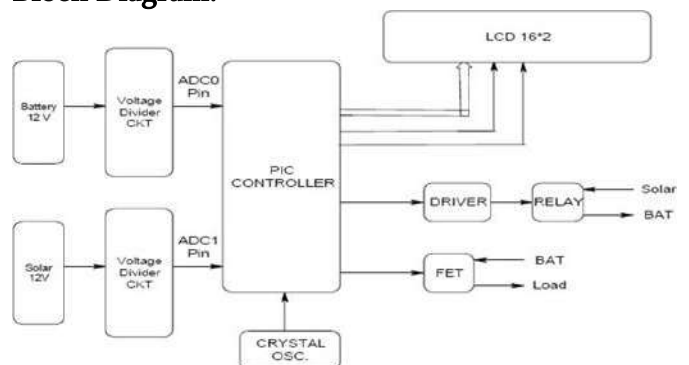 Block Diagram:
LCD 16*2
Battery
12 V
Voltage
Divider
CKT
ADC0
Pin
PIC
CONTROLLER
DRIVER
RELAY
Solar
BAT
Solar
12V
Voltage
Divider
CKT
ADC1
Pin
FET
BAT
Load
CRYSTAL
OSC.